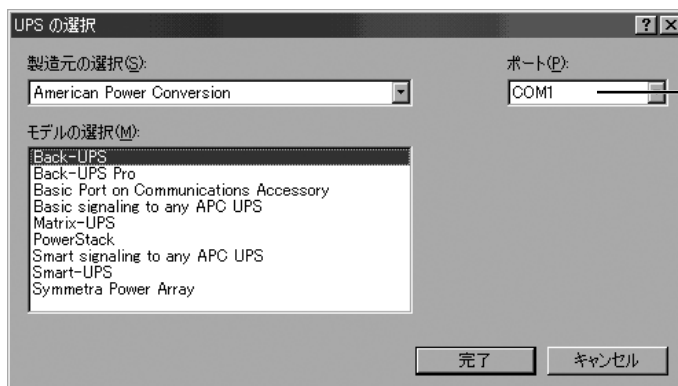 UPS の選択
製造元の選択(S):
American Power Conversion
ポート(P):
COM1
モデルの選択(M):
Back-UPS
Back-UPS Pro
Basic Port on Communications Accessory
Basic signaling to any APC UPS
Matrix-UPS
PowerStack
Smart signaling to any APC UPS
Smart-UPS
Symmetra Power Array
完了
キャンセル